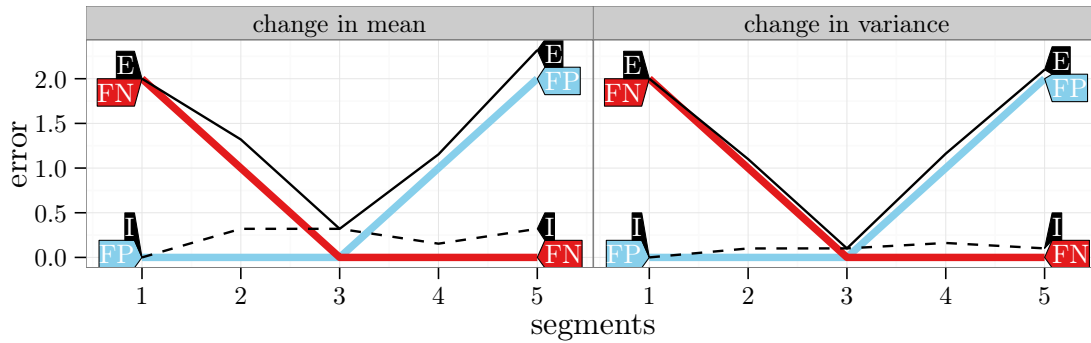 change in mean change in variance
E E E E
FN FP FN FP
2.0
1.5
1.0
0.5
0.0
error
I I I I
FP FN FP FN
1 2 3 4 5 1 2 3 4 5
segments